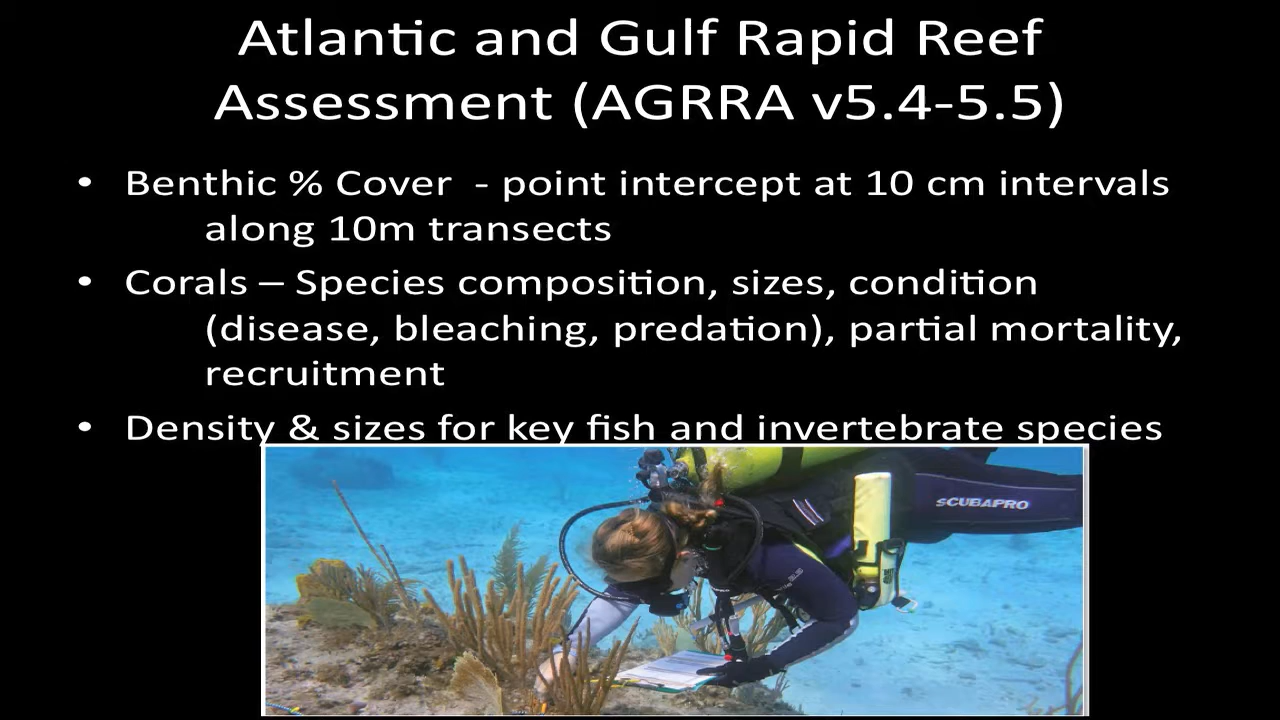 Atlantic and Gulf Rapid Reef
Assessment (AGRRA v5.4-5.5)
• Benthic % Cover - point intercept at 10 cm intervals
along 10m transects
• Corals – Species composition, sizes, condition
(disease, bleaching, predation), partial mortality,
recruitment
• Density & sizes for key fish and invertebrate species
SCUBAPRO